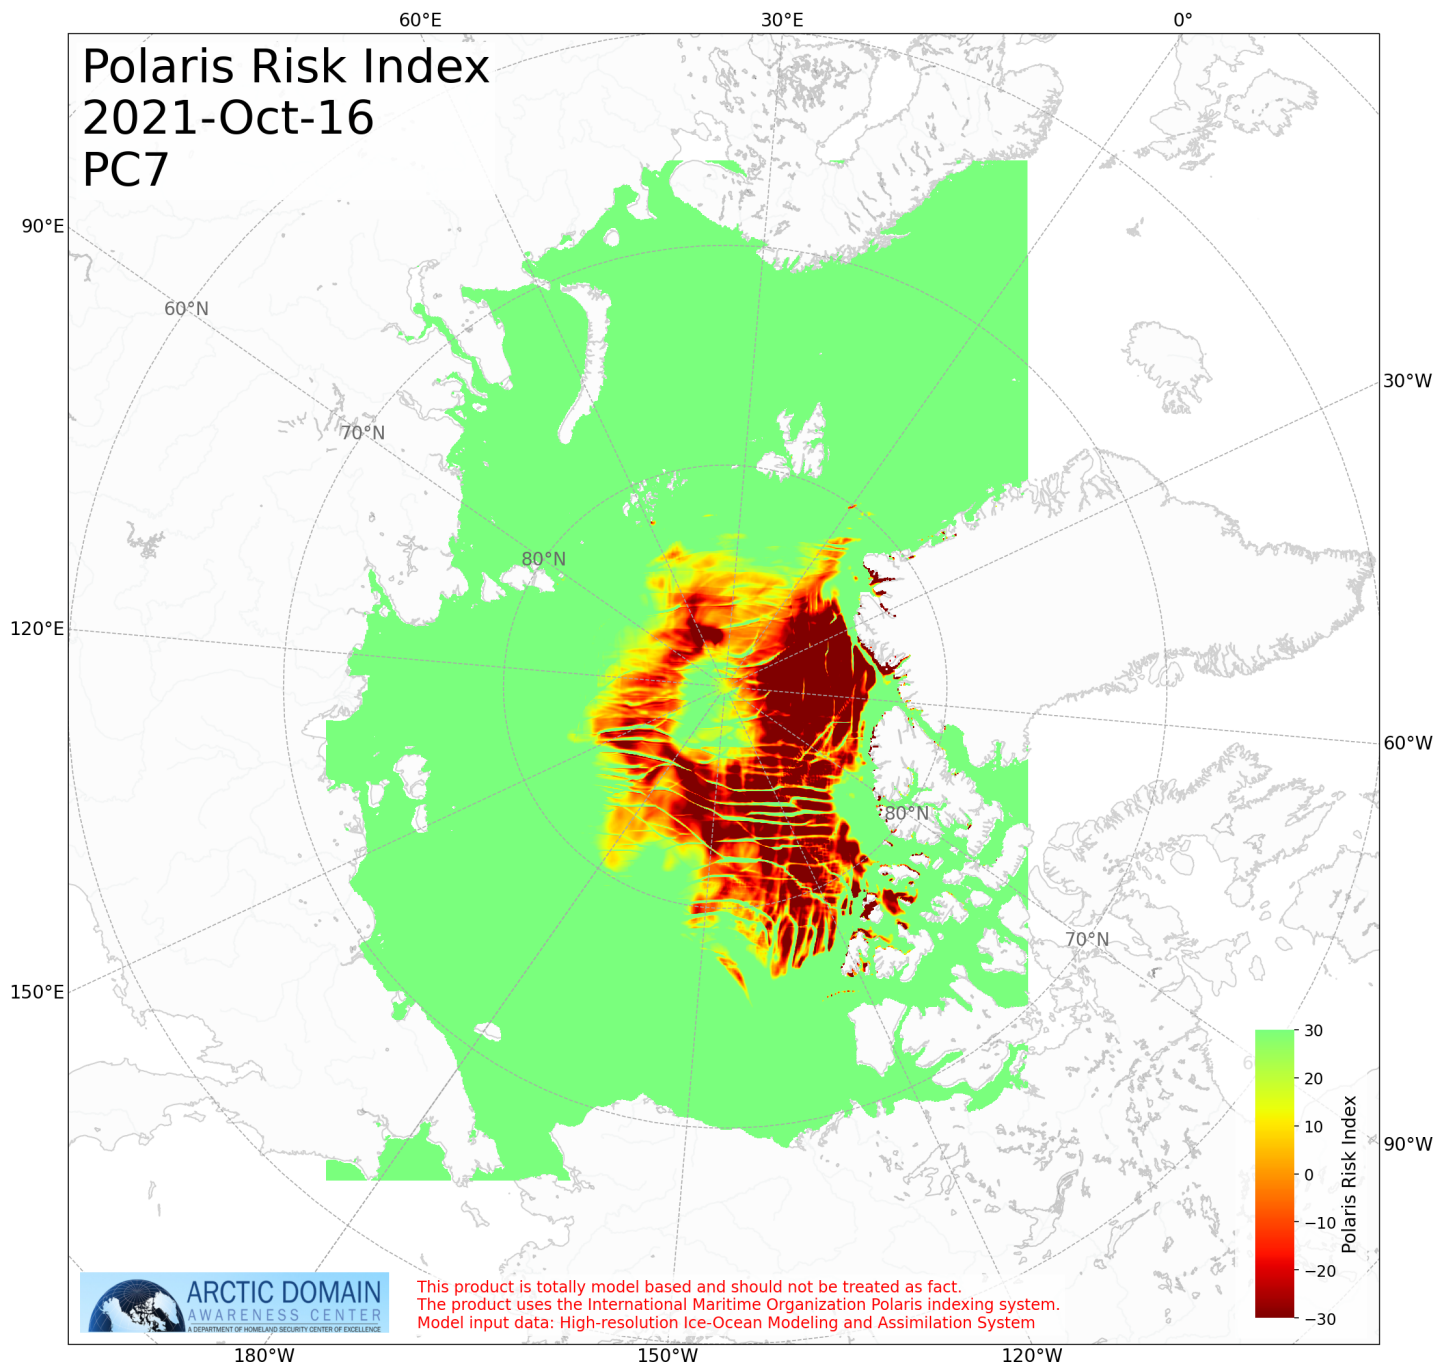 60°E
30°E
0°
Polaris Risk Index
2021-Oct-16
PC7
90°E
60°N
30°W
70°N
80°N
120°E
60°W
80°N
70°N
150°E
30
20
10
0
−10
−20
−30
Polaris Risk Index
90°W
ARCTIC DOMAIN
AWARENESS CENTER
A DEPARTMENT OF HOMELAND SECURITY CENTER OF EXCELLENCE
This product is totally model based and should not be treated as fact.
The product uses the International Maritime Organization Polaris indexing system.
Model input data: High-resolution Ice-Ocean Modeling and Assimilation System
180°W
150°W
120°W